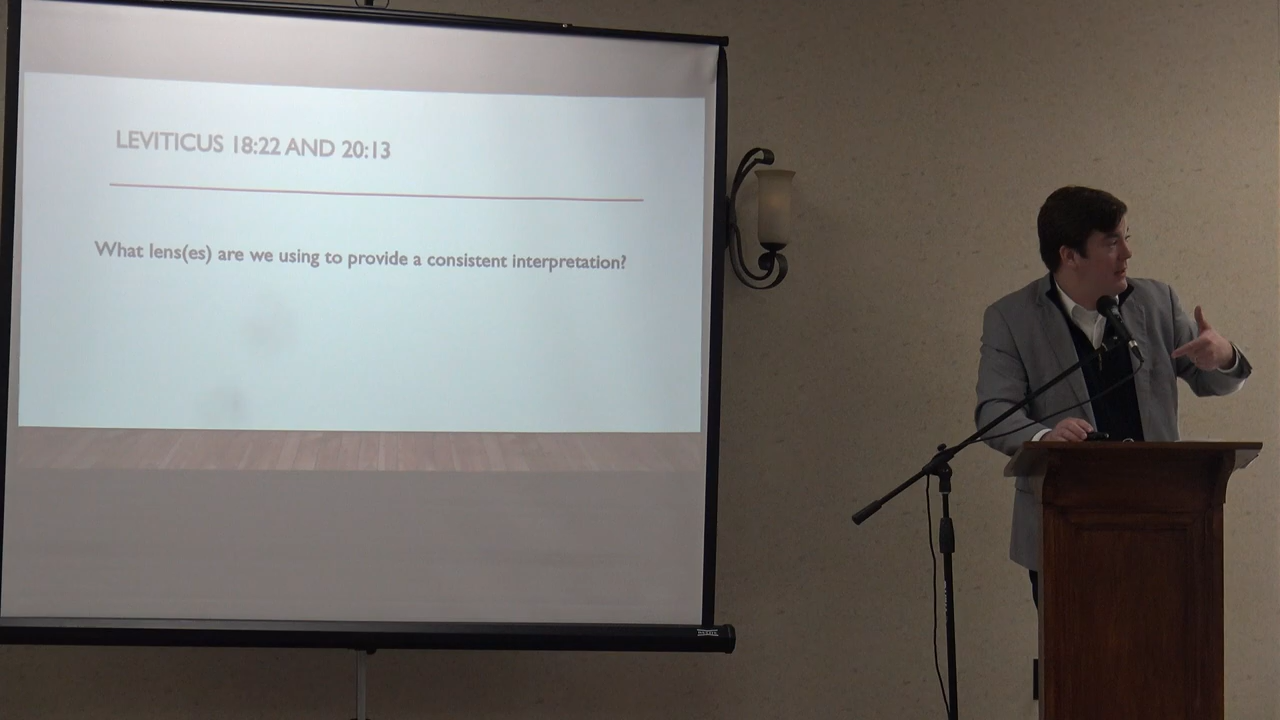 LEVITICUS 18:22 AND 20:13
What lens(es) are we using to provide a consistent interpretation?